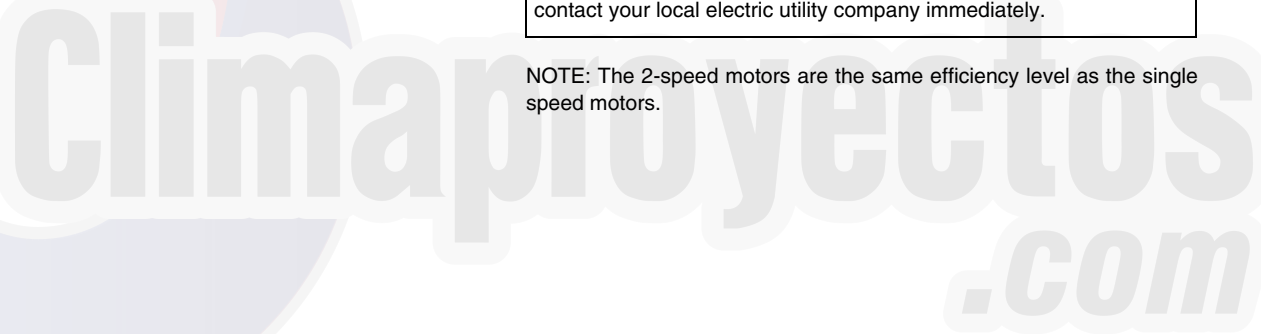 contact your local electric utility company immediately.
NOTE: The 2-speed motors are the same efficiency level as the single
speed motors.
Climaproyectos
.com